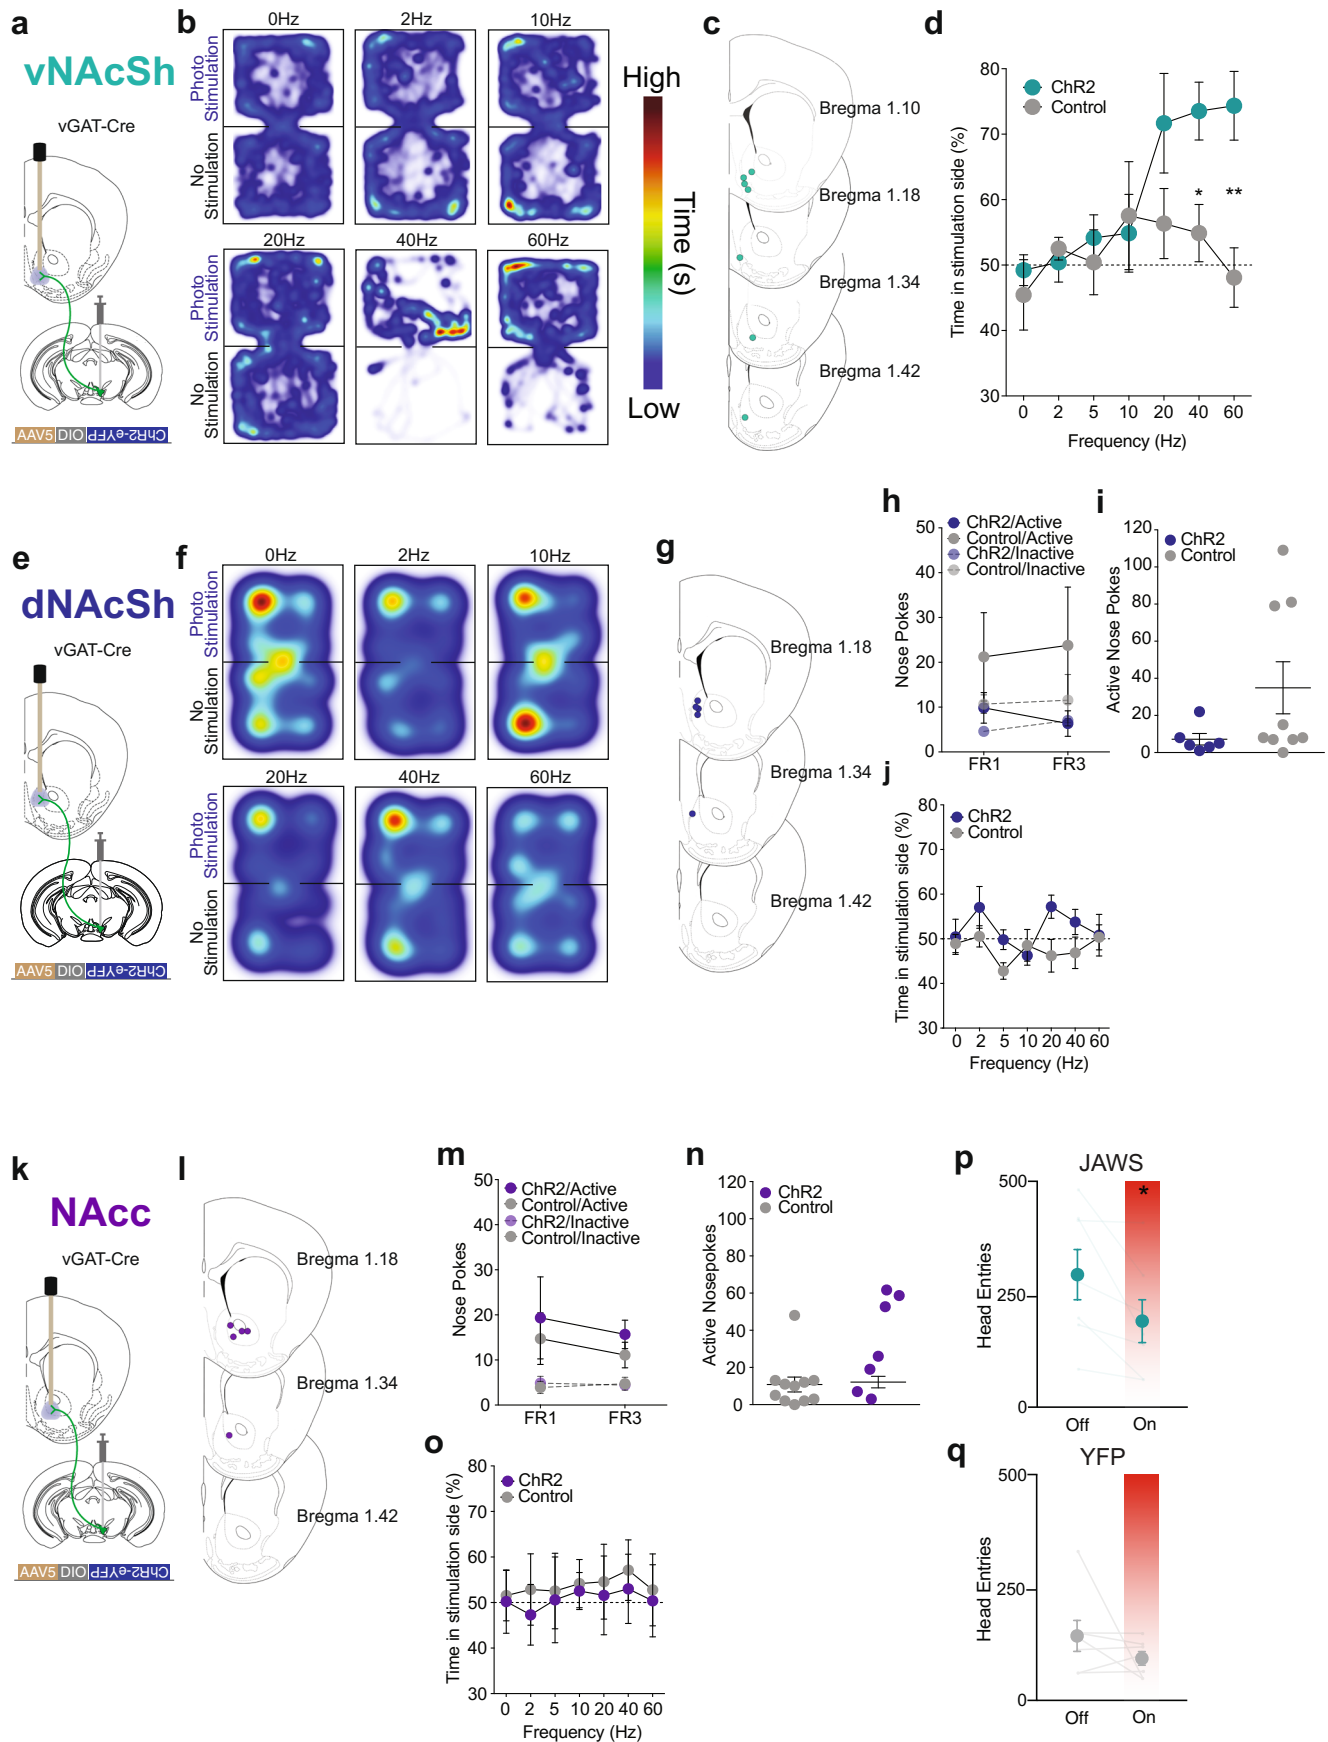 a
vNAcSh
vGAT-Cre
AAV5 DIO ChR2-eYFP
b
0Hz
2Hz
10Hz
Photo
Stimulation
No
Stimulation
20Hz
40Hz
60Hz
Photo
Stimulation
No
Stimulation
High
Time (s)
Low
c
Bregma 1.10
Bregma 1.18
Bregma 1.34
Bregma 1.42
d
ChR2
Control
Time in stimulation side (%)
80
70
60
50
40
30
*
**
0 2 5 10 20 40 60
Frequency (Hz)
e
dNAcSh
vGAT-Cre
AAV5 DIO ChR2-eYFP
f
0Hz
2Hz
10Hz
Photo
Stimulation
No
Stimulation
20Hz
40Hz
60Hz
Photo
Stimulation
No
Stimulation
g
Bregma 1.18
Bregma 1.34
Bregma 1.42
h
ChR2/Active
Control/Active
ChR2/Inactive
Control/Inactive
Nose Pokes
50
40
30
20
10
0
FR1 FR3
i
ChR2
Control
Active Nose Pokes
120
100
80
60
40
20
0
j
ChR2
Control
Time in stimulation side (%)
80
70
60
50
40
30
0 2 5 10 20 40 60
Frequency (Hz)
k
NAcc
vGAT-Cre
AAV5 DIO ChR2-eYFP
l
Bregma 1.18
Bregma 1.34
Bregma 1.42
m
ChR2/Active
Control/Active
ChR2/Inactive
Control/Inactive
Nose Pokes
50
40
30
20
10
0
FR1 FR3
n
ChR2
Control
Active Nosepokes
120
100
80
60
40
20
0
o
ChR2
Control
Time in stimulation side (%)
80
70
60
50
40
30
0 2 5 10 20 40 60
Frequency (Hz)
p
JAWS
*
Head Entries
500
250
0
Off On
q
YFP
Head Entries
500
250
0
Off On